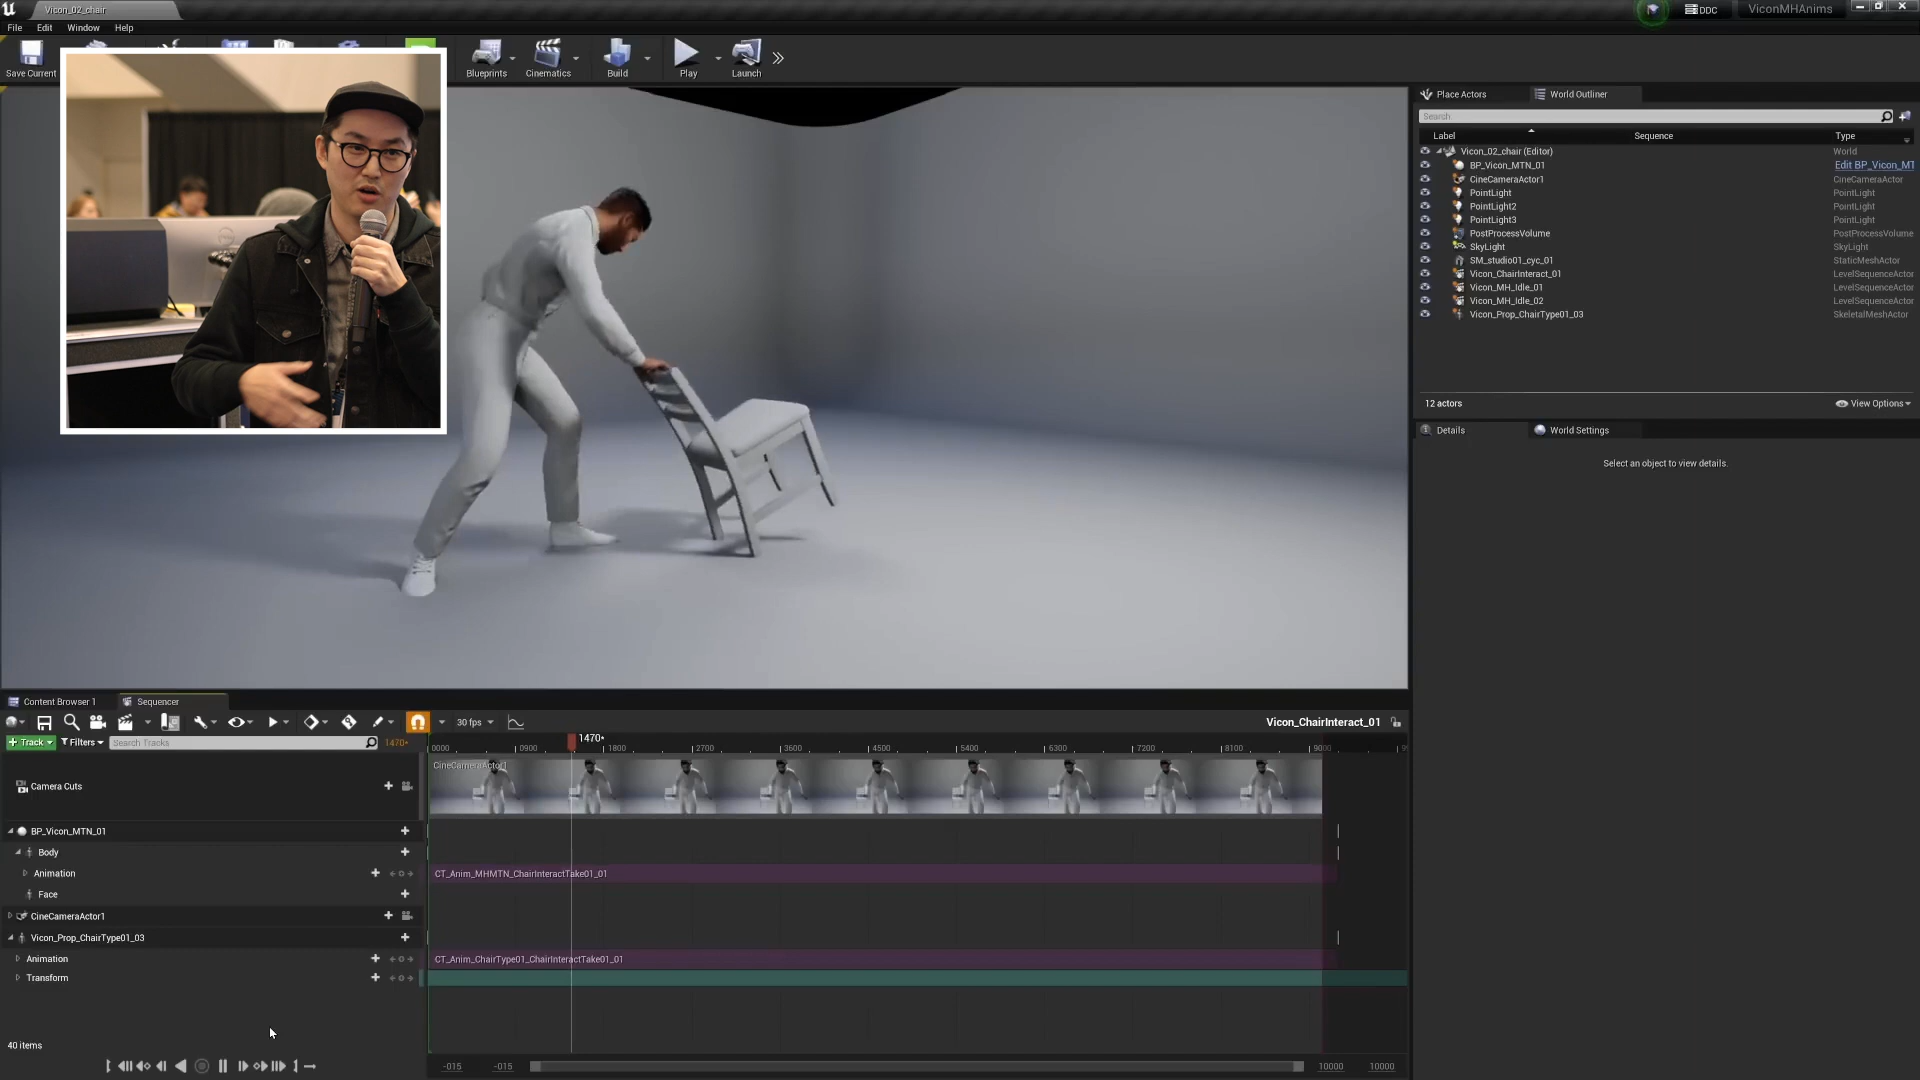 Vicon_02_chair
DDC
ViconMHAnims
File Edit Window Help
Save Current
Blueprints
Cinematics
Build
Play
Launch
Place Actors
World Outliner
Search
Label Sequence Type
Vicon_02_chair (Editor) World
BP_Vicon_MTN_01 Edit BP_Vicon_MT
CineCameraActor1 CineCameraActor
PointLight PointLight
PointLight2 PointLight
PointLight3 PointLight
PostProcessVolume PostProcessVolume
SkyLight SkyLight
SM_studio01_cyc_01 StaticMeshActor
Vicon_ChairInteract_01 LevelSequenceActor
Vicon_MH_Idle_01 LevelSequenceActor
Vicon_MH_Idle_02 LevelSequenceActor
Vicon_Prop_ChairType01_03 SkeletalMeshActor
12 actors View Options
Details World Settings
Select an object to view details.
Content Browser 1 Sequencer
30 fps Vicon_ChairInteract_01
Track Filters Search Tracks 1470*
1470*
0000 0900 1800 2700 3600 4500 5400 6300 7200 8100 9000
CineCameraActor1
Camera Cuts
BP_Vicon_MTN_01
Body
Animation CT_Anim_MHMTN_ChairInteractTake01_01
Face
CineCameraActor1
Vicon_Prop_ChairType01_03
Animation CT_Anim_ChairType01_ChairInteractTake01_01
Transform
40 items
-015 -015 10000 10000